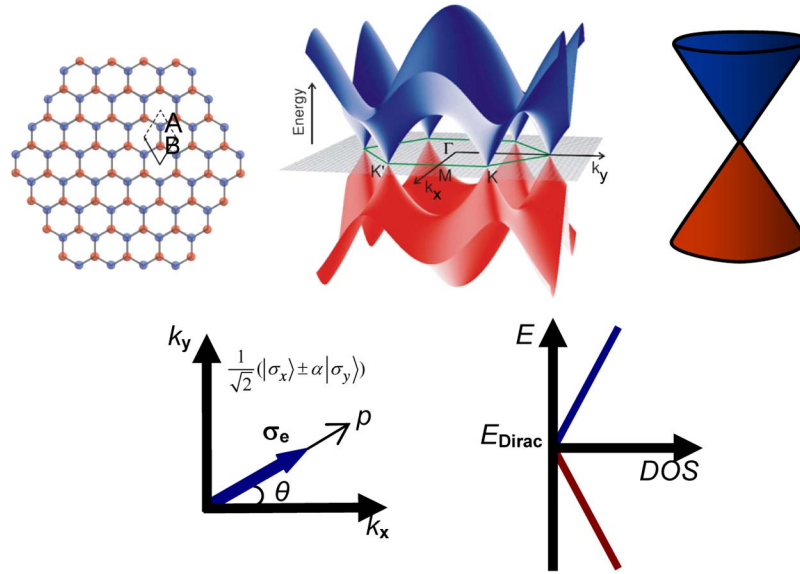 A
B
Energy
Γ
K'
M
K
k_x
k_y
k_y
1/√2 (|σ_x⟩ ± α|σ_y⟩)
σ_e
p
θ
k_x
E
E_Dirac
DOS